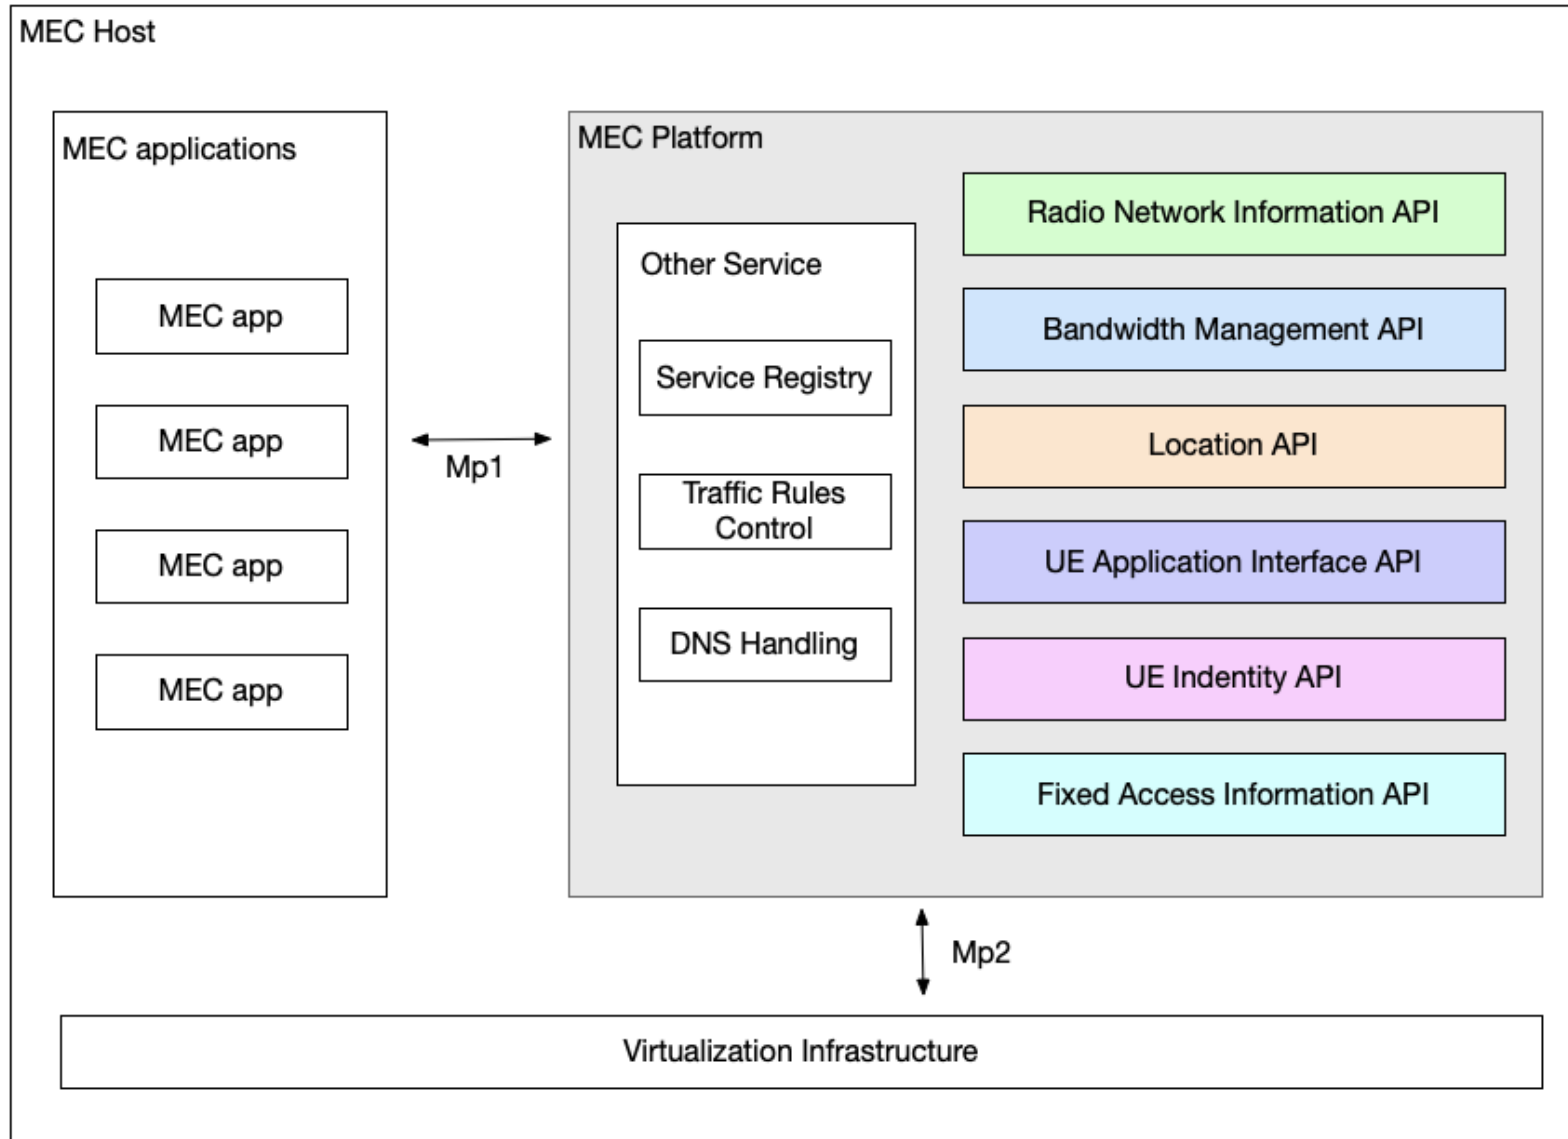 MEC Host
MEC applications
MEC app
MEC app
MEC app
MEC app
Mp1
MEC Platform
Other Service
Service Registry
Traffic Rules
Control
DNS Handling
Radio Network Information API
Bandwidth Management API
Location API
UE Application Interface API
UE Indentity API
Fixed Access Information API
Mp2
Virtualization Infrastructure